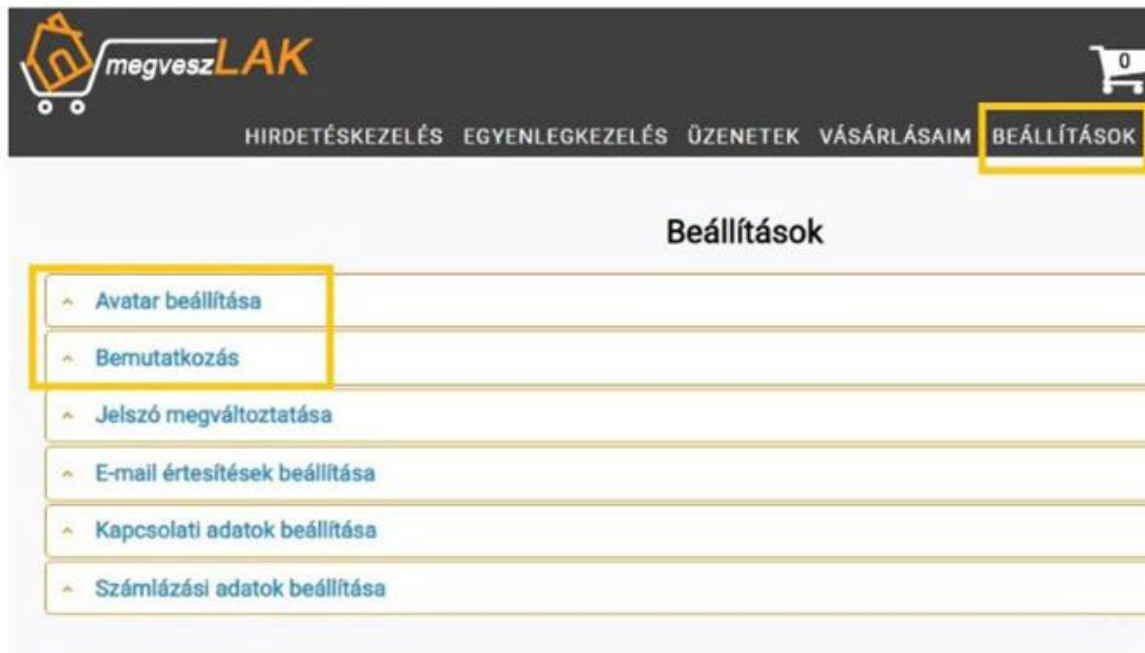 megveszLAK
0
HIRDETÉSKEZELÉS EGYENLEGKEZELÉS ÜZENETEK VÁSÁRLÁSAIM BEÁLLÍTÁSOK
Beállítások
Avatar beállítása
Bemutatkozás
Jelszó megváltoztatása
E-mail értesítések beállítása
Kapcsolati adatok beállítása
Számlázási adatok beállítása